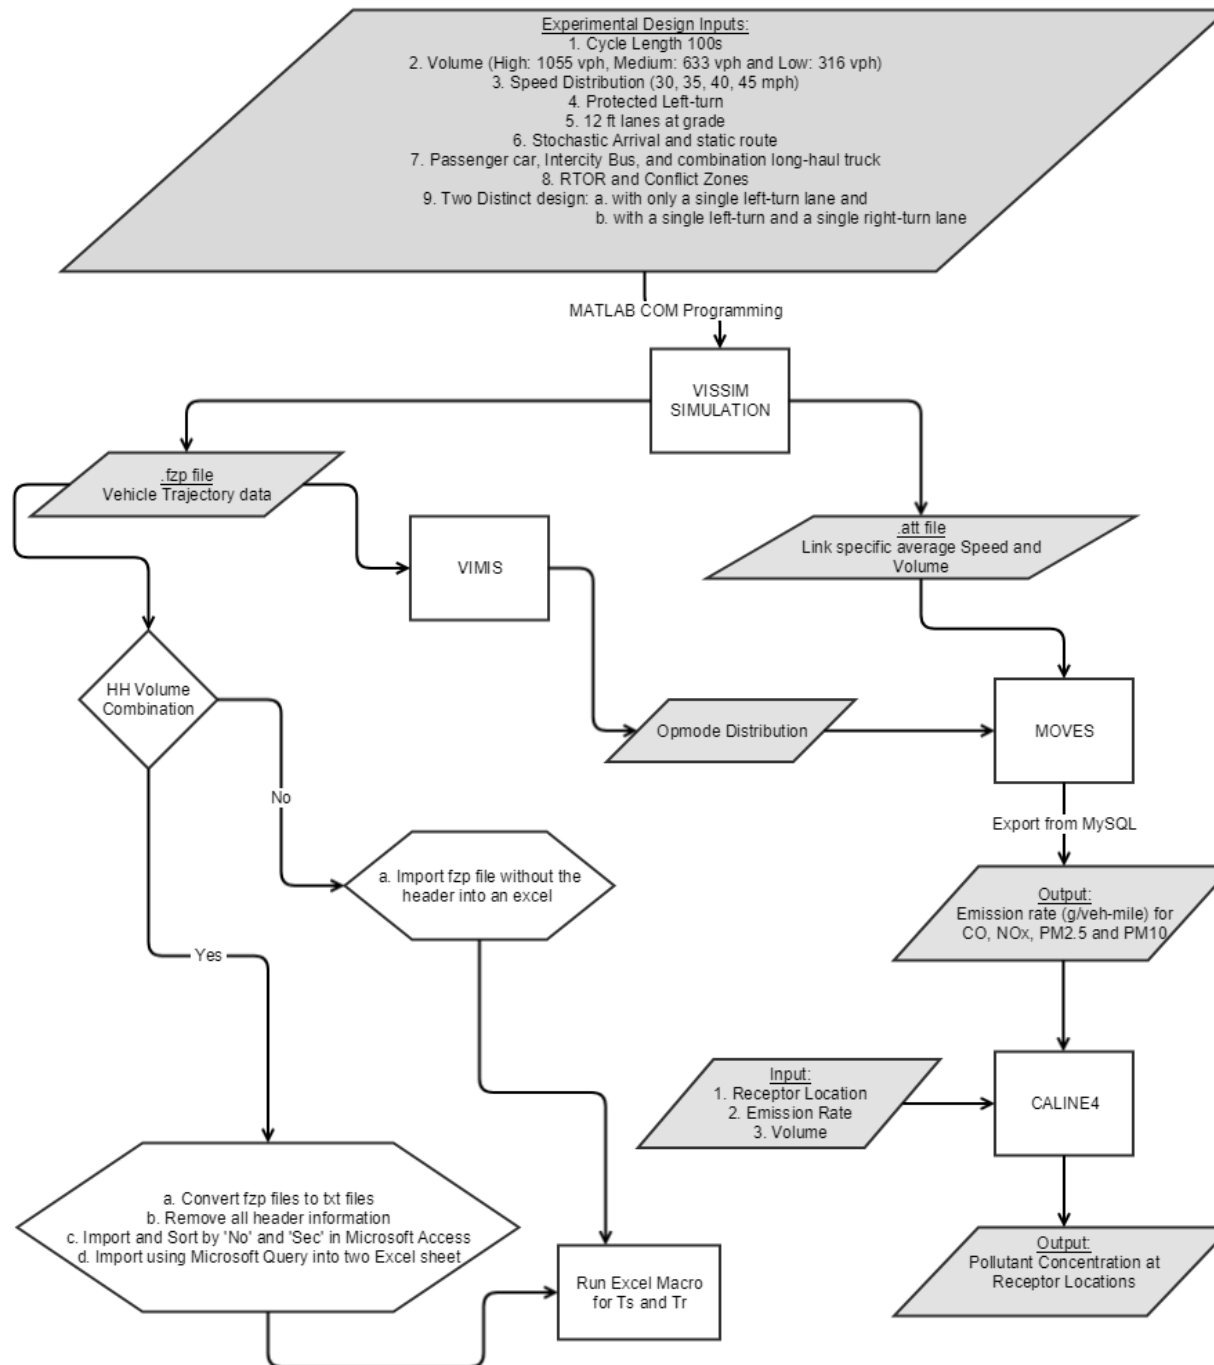 Experimental Design Inputs:
1. Cycle Length 100s
2. Volume (High: 1055 vph, Medium: 633 vph and Low: 316 vph)
3. Speed Distribution (30, 35, 40, 45 mph)
4. Protected Left-turn
5. 12 ft lanes at grade
6. Stochastic Arrival and static route
7. Passenger car, Intercity Bus, and combination long-haul truck
8. RTOR and Conflict Zones
9. Two Distinct design: a. with only a single left-turn lane and
b. with a single left-turn and a single right-turn lane
MATLAB COM Programming
VISSIM
SIMULATION
.fzp file
Vehicle Trajectory data
.att file
Link specific average Speed and
Volume
VIMIS
HH Volume
Combination
Opmode Distribution
MOVES
No
Export from MySQL
a. Import fzp file without the
header into an excel
Output:
Emission rate (g/veh-mile) for
CO, NOx, PM2.5 and PM10
Yes
Input:
1. Receptor Location
2. Emission Rate
3. Volume
CALINE4
a. Convert fzp files to txt files
b. Remove all header information
c. Import and Sort by 'No' and 'Sec' in Microsoft Access
d. Import using Microsoft Query into two Excel sheet
Run Excel Macro
for Ts and Tr
Output:
Pollutant Concentration at
Receptor Locations